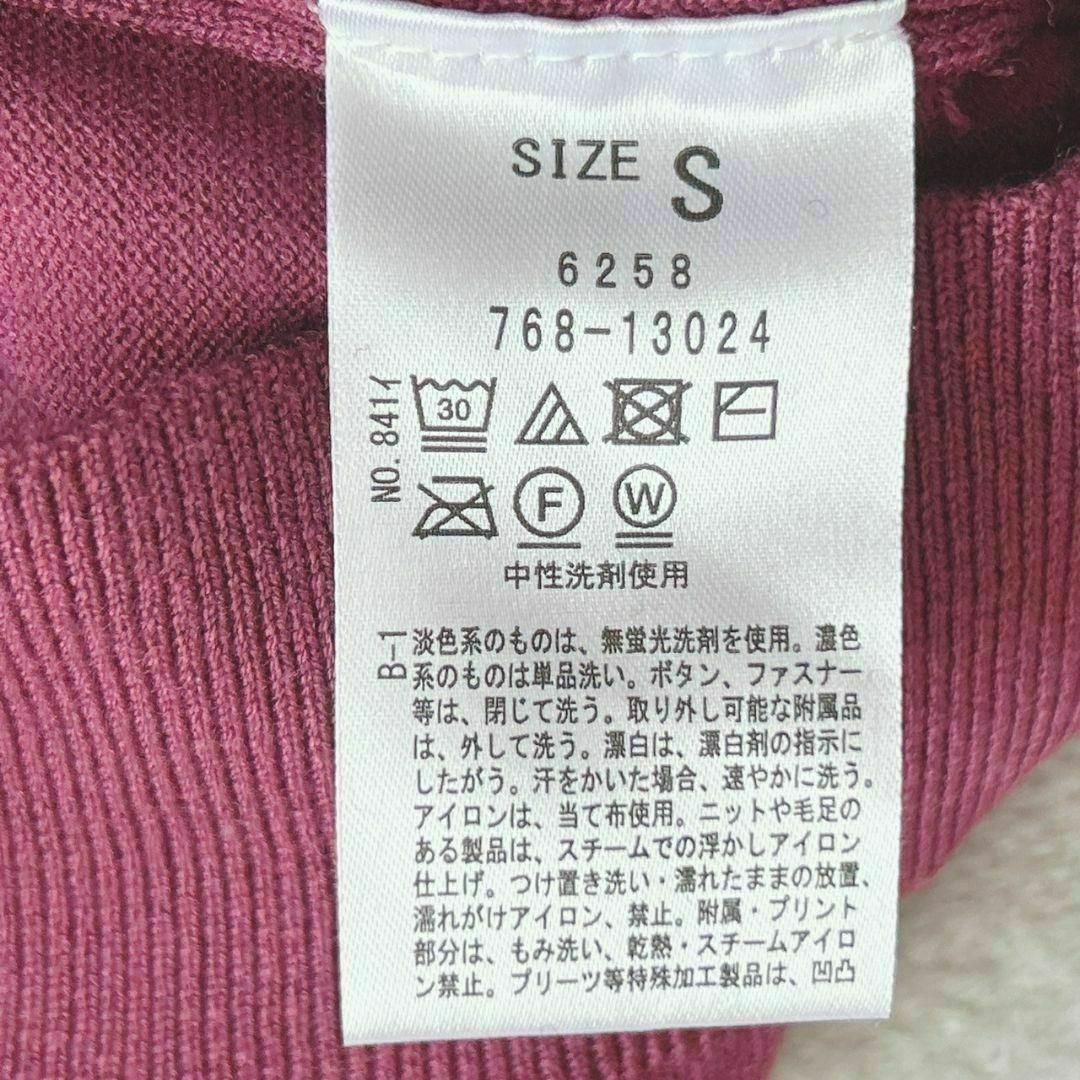 SIZE S
6258
768-13024
NO.841イ
30
F W
中性洗剤使用
B-1
淡色系のものは、無蛍光洗剤を使用。濃色
系のものは単品洗い。ボタン、ファスナー
等は、閉じて洗う。取り外し可能な附属品
は、外して洗う。漂白は、漂白剤の指示に
したがう。汗をかいた場合、速やかに洗う。
アイロンは、当て布使用。ニットや毛足の
ある製品は、スチームでの浮かしアイロン
仕上げ。つけ置き洗い・濡れたままの放置、
濡れがけアイロン、禁止。附属・プリント
部分は、もみ洗い、乾熱・スチームアイロ
ン禁止。プリーツ等特殊加工製品は、凹凸